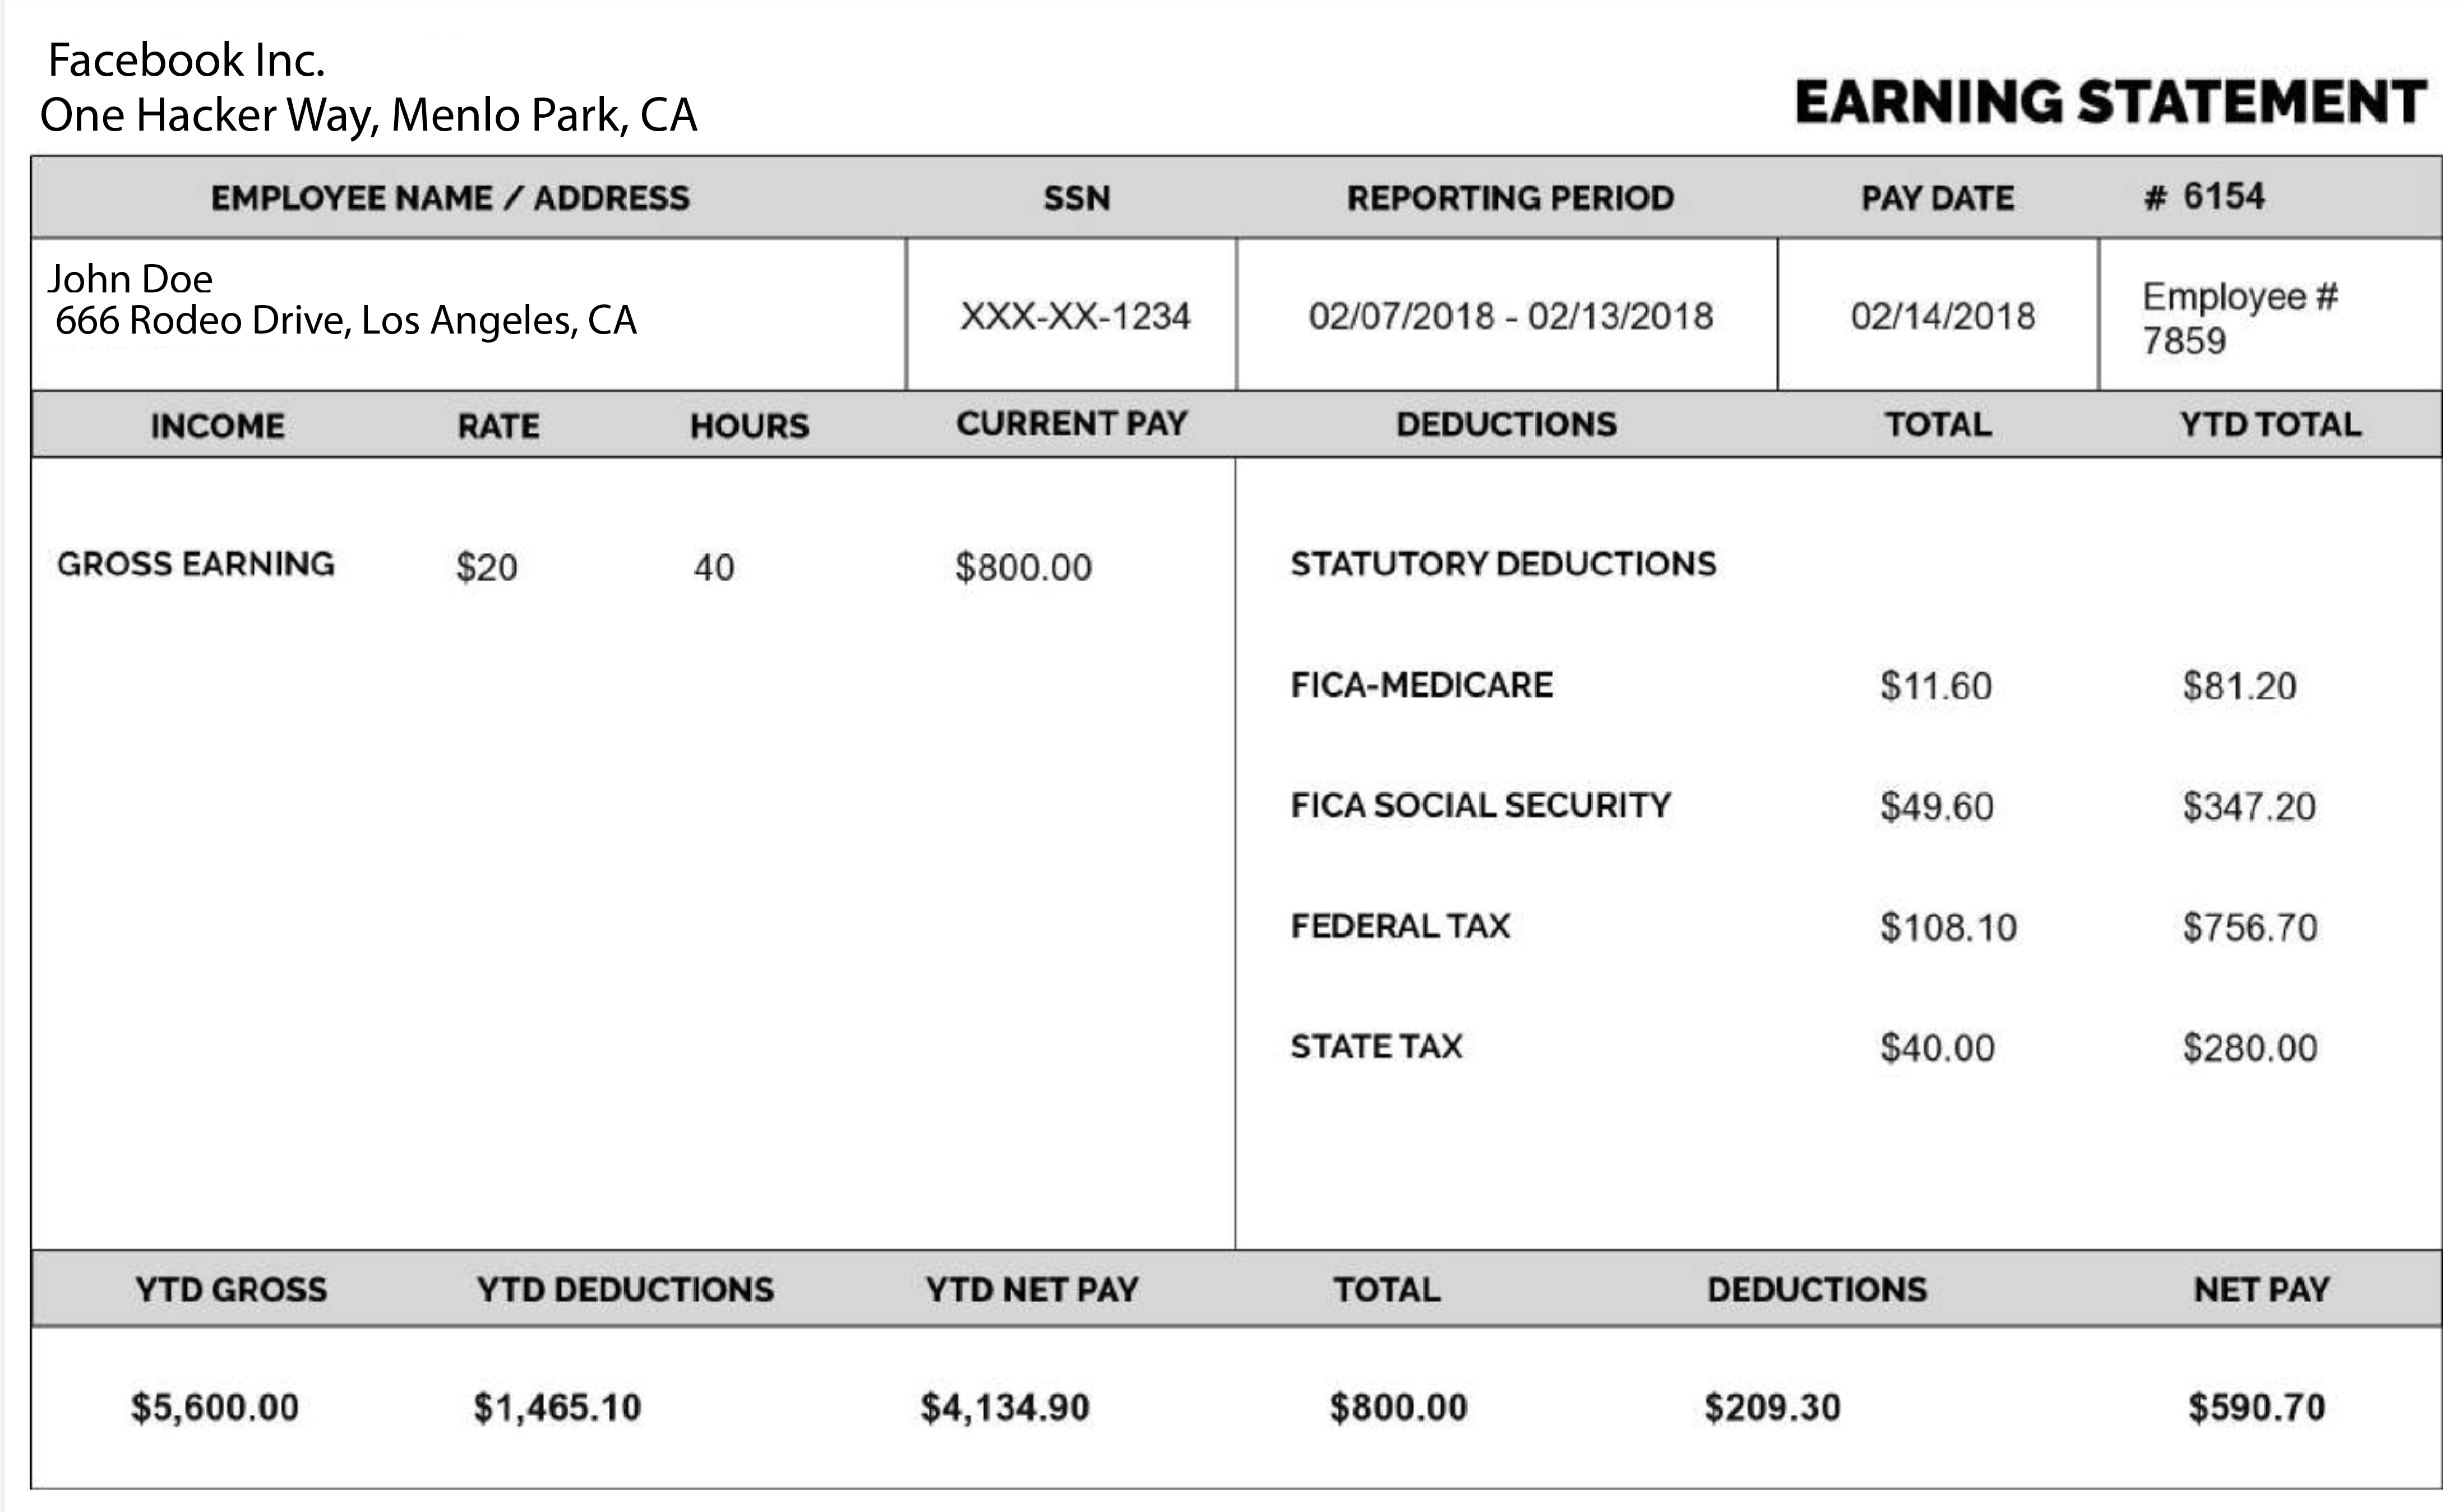 Facebook Inc.
One Hacker Way, Menlo Park, CA
EARNING STATEMENT
EMPLOYEE NAME / ADDRESS SSN REPORTING PERIOD PAY DATE # 6154
John Doe
666 Rodeo Drive, Los Angeles, CA
XXX-XX-1234
02/07/2018 - 02/13/2018
02/14/2018
Employee #
7859
INCOME RATE HOURS CURRENT PAY DEDUCTIONS TOTAL YTD TOTAL
GROSS EARNING $20 40 $800.00
STATUTORY DEDUCTIONS
FICA-MEDICARE $11.60 $81.20
FICA SOCIAL SECURITY $49.60 $347.20
FEDERAL TAX $108.10 $756.70
STATE TAX $40.00 $280.00
YTD GROSS YTD DEDUCTIONS YTD NET PAY TOTAL DEDUCTIONS NET PAY
$5,600.00 $1,465.10 $4,134.90 $800.00 $209.30 $590.70